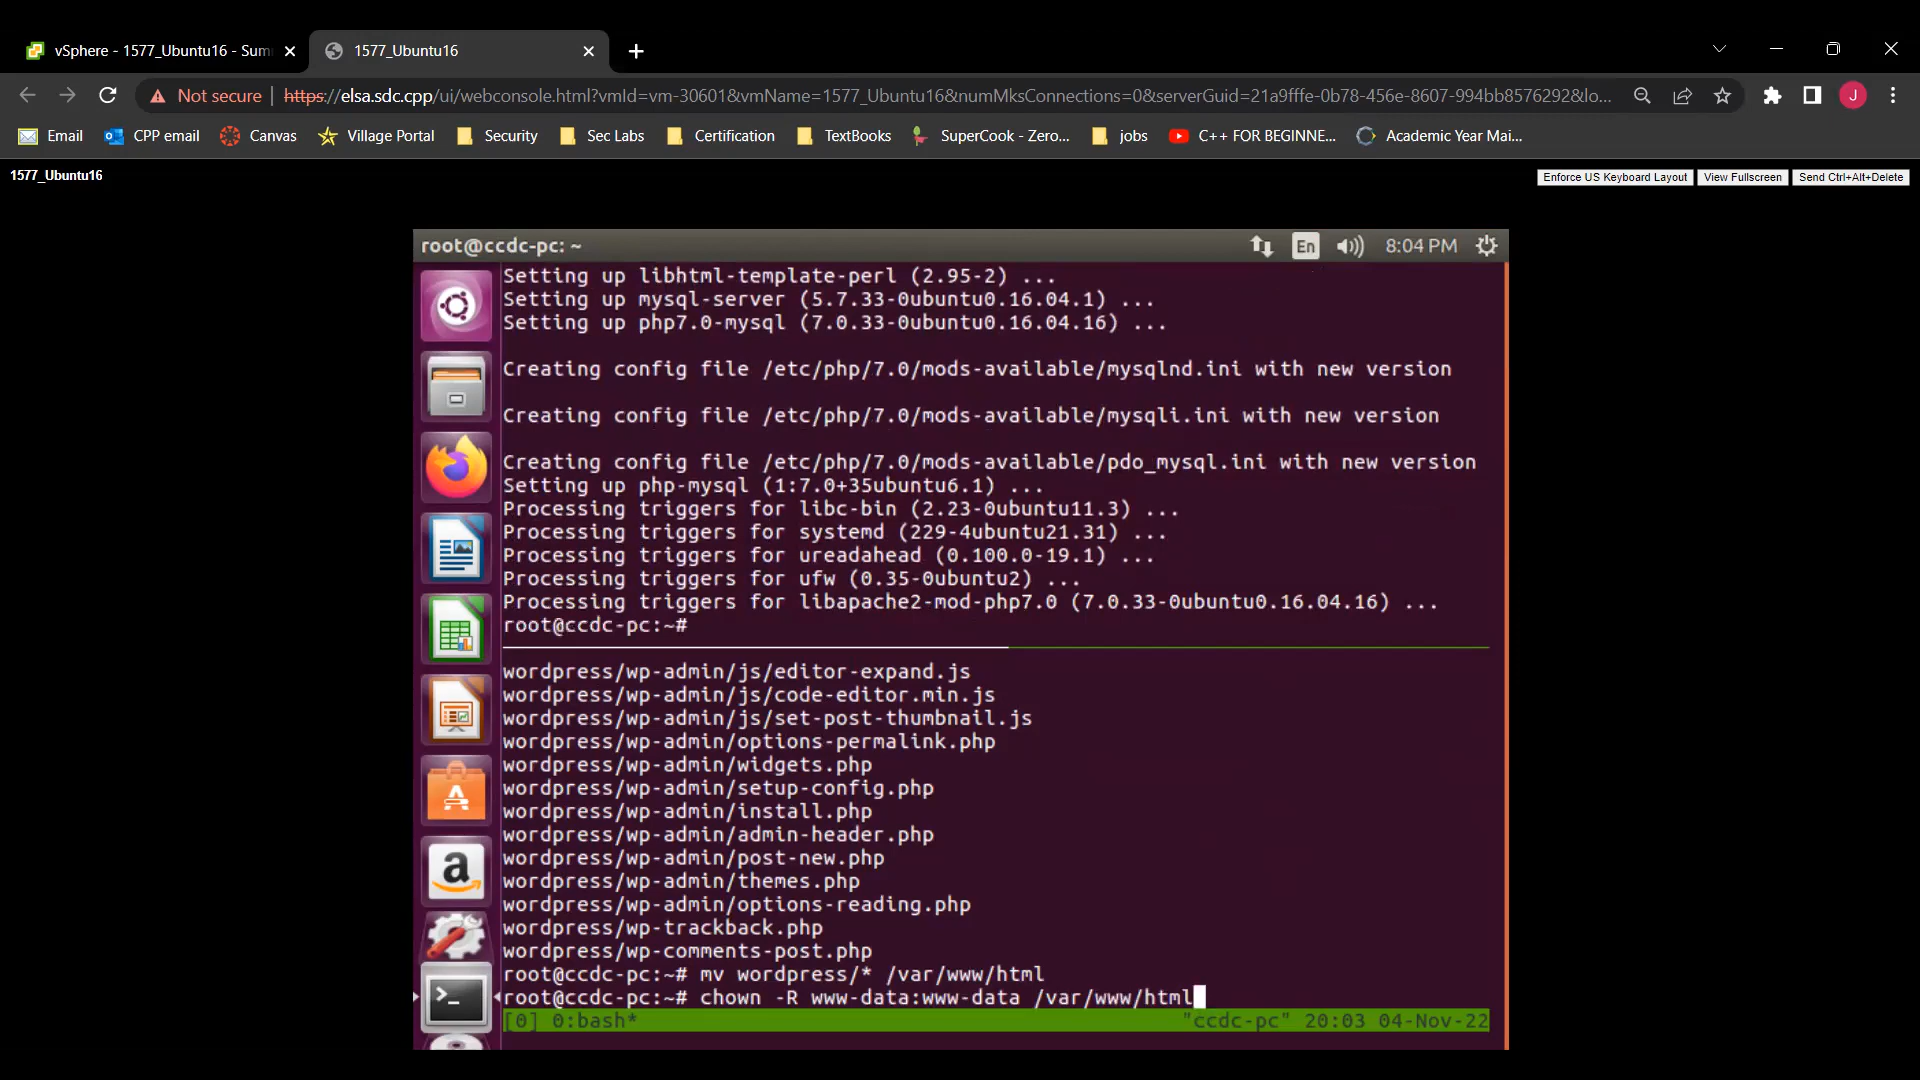 vSphere - 1577_Ubuntu16 - Sum
1577_Ubuntu16
Not secure | https://elsa.sdc.cpp/ui/webconsole.html?vmId=vm-30601&vmName=1577_Ubuntu16&numMksConnections=0&serverGuid=21a9fffe-0b78-456e-8607-994bb8576292&lo...
J
Email CPP email Canvas Village Portal Security Sec Labs Certification TextBooks SuperCook - Zero... jobs C++ FOR BEGINNE... Academic Year Mai...
1577_Ubuntu16
Enforce US Keyboard Layout View Fullscreen Send Ctrl+Alt+Delete
root@ccdc-pc: ~ En 8:04 PM
Setting up libhtml-template-perl (2.95-2) ...
Setting up mysql-server (5.7.33-0ubuntu0.16.04.1) ...
Setting up php7.0-mysql (7.0.33-0ubuntu0.16.04.16) ...
Creating config file /etc/php/7.0/mods-available/mysqlnd.ini with new version
Creating config file /etc/php/7.0/mods-available/mysqli.ini with new version
Creating config file /etc/php/7.0/mods-available/pdo_mysql.ini with new version
Setting up php-mysql (1:7.0+35ubuntu6.1) ...
Processing triggers for libc-bin (2.23-0ubuntu11.3) ...
Processing triggers for systemd (229-4ubuntu21.31) ...
Processing triggers for ureadahead (0.100.0-19.1) ...
Processing triggers for ufw (0.35-0ubuntu2) ...
Processing triggers for libapache2-mod-php7.0 (7.0.33-0ubuntu0.16.04.16) ...
root@ccdc-pc:~#
wordpress/wp-admin/js/editor-expand.js
wordpress/wp-admin/js/code-editor.min.js
wordpress/wp-admin/js/set-post-thumbnail.js
wordpress/wp-admin/options-permalink.php
wordpress/wp-admin/widgets.php
wordpress/wp-admin/setup-config.php
wordpress/wp-admin/install.php
wordpress/wp-admin/admin-header.php
wordpress/wp-admin/post-new.php
wordpress/wp-admin/themes.php
wordpress/wp-admin/options-reading.php
wordpress/wp-trackback.php
wordpress/wp-comments-post.php
root@ccdc-pc:~# mv wordpress/* /var/www/html
root@ccdc-pc:~# chown -R www-data:www-data /var/www/html
[0] 0:bash* "ccdc-pc" 20:03 04-Nov-22